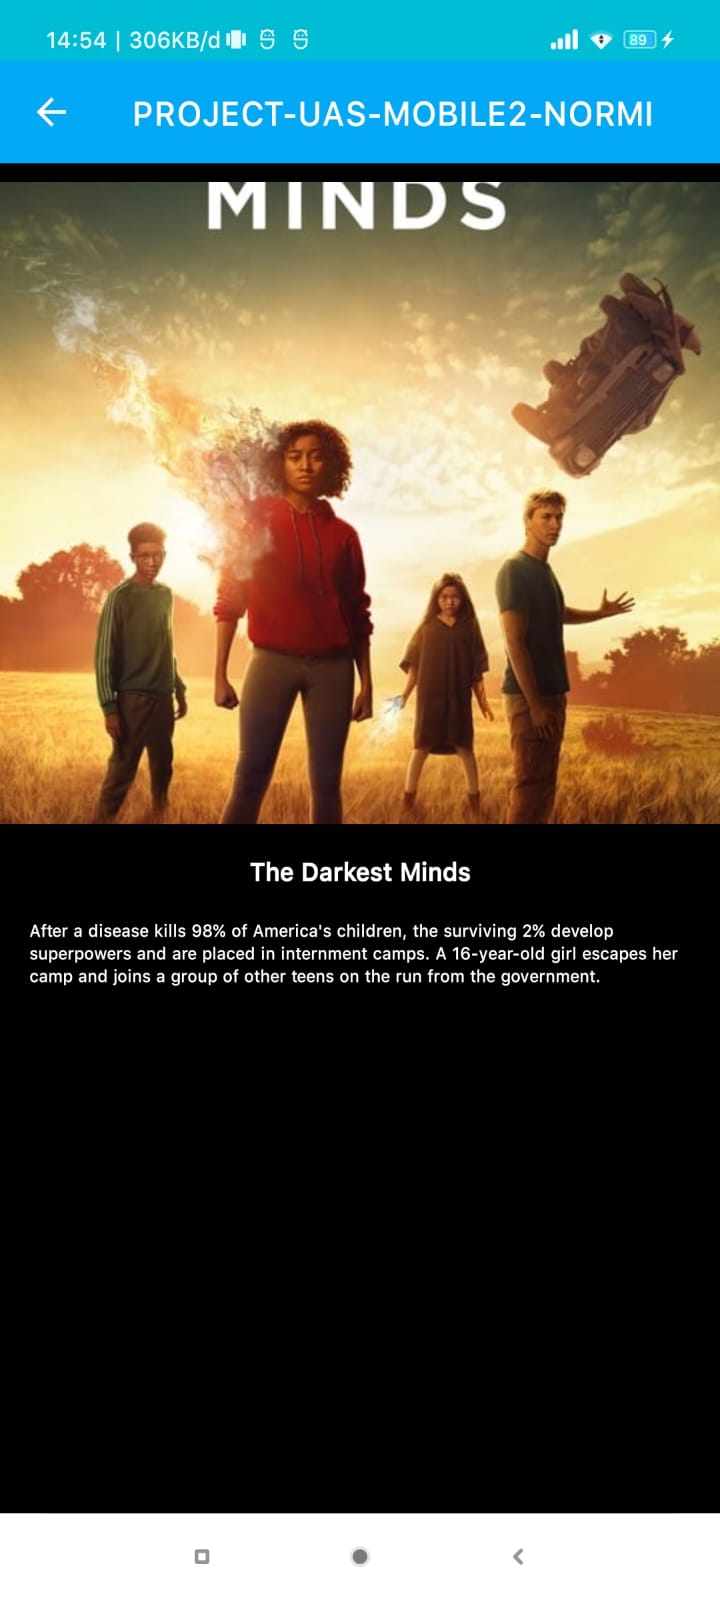 14:54 | 306KB/d
89
PROJECT-UAS-MOBILE2-NORMI
MINDS
The Darkest Minds
After a disease kills 98% of America's children, the surviving 2% develop
superpowers and are placed in internment camps. A 16-year-old girl escapes her
camp and joins a group of other teens on the run from the government.